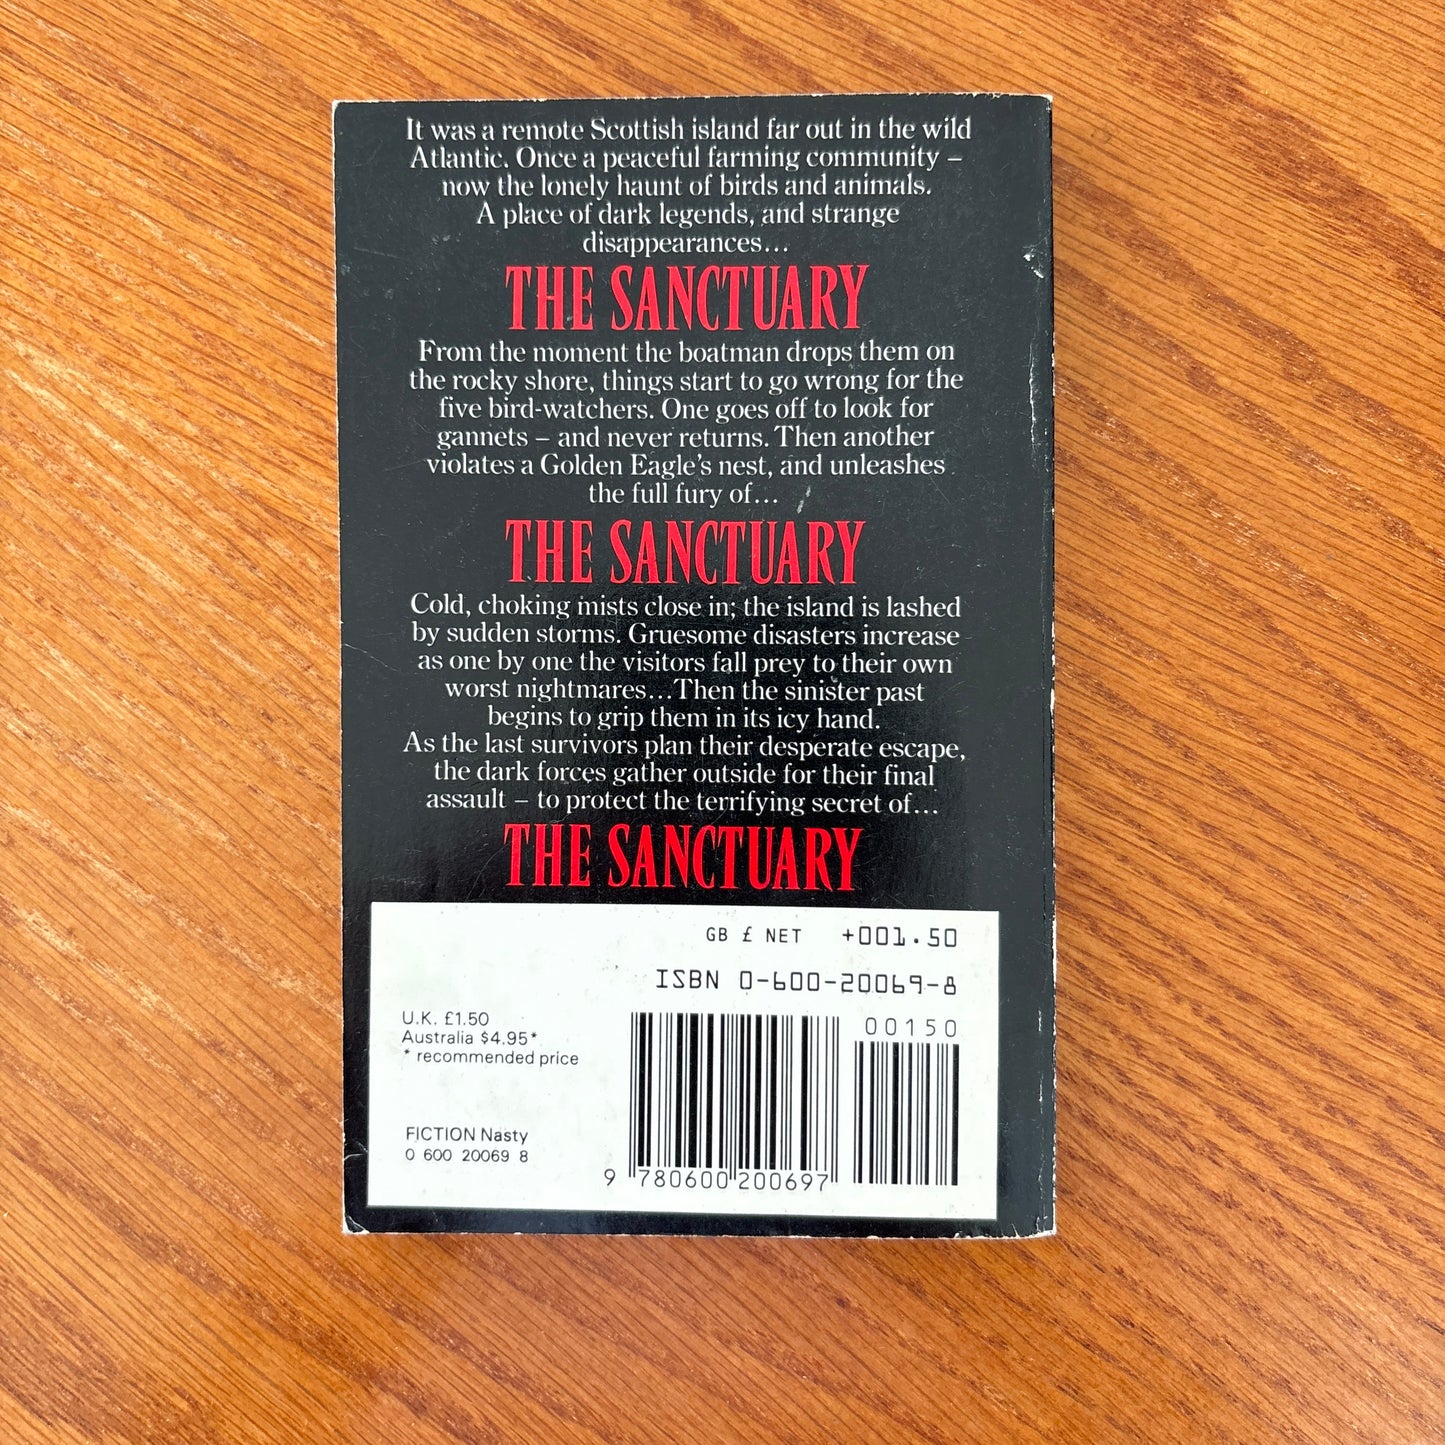 It was a remote Scottish island far out in the wild
Atlantic. Once a peaceful farming community –
now the lonely haunt of birds and animals.
A place of dark legends, and strange
disappearances...
THE SANCTUARY
From the moment the boatman drops them on
the rocky shore, things start to go wrong for the
five bird-watchers. One goes off to look for
gannets – and never returns. Then another
violates a Golden Eagle's nest, and unleashes
the full fury of...
THE SANCTUARY
Cold, choking mists close in; the island is lashed
by sudden storms. Gruesome disasters increase
as one by one the visitors fall prey to their own
worst nightmares...Then the sinister past
begins to grip them in its icy hand.
As the last survivors plan their desperate escape,
the dark forces gather outside for their final
assault – to protect the terrifying secret of...
THE SANCTUARY
GB £ NET +001.50
ISBN 0-600-20069-8
00150
U.K. £1.50
Australia $4.95*
* recommended price
FICTION Nasty
0 600 20069 8
9 780600 200697